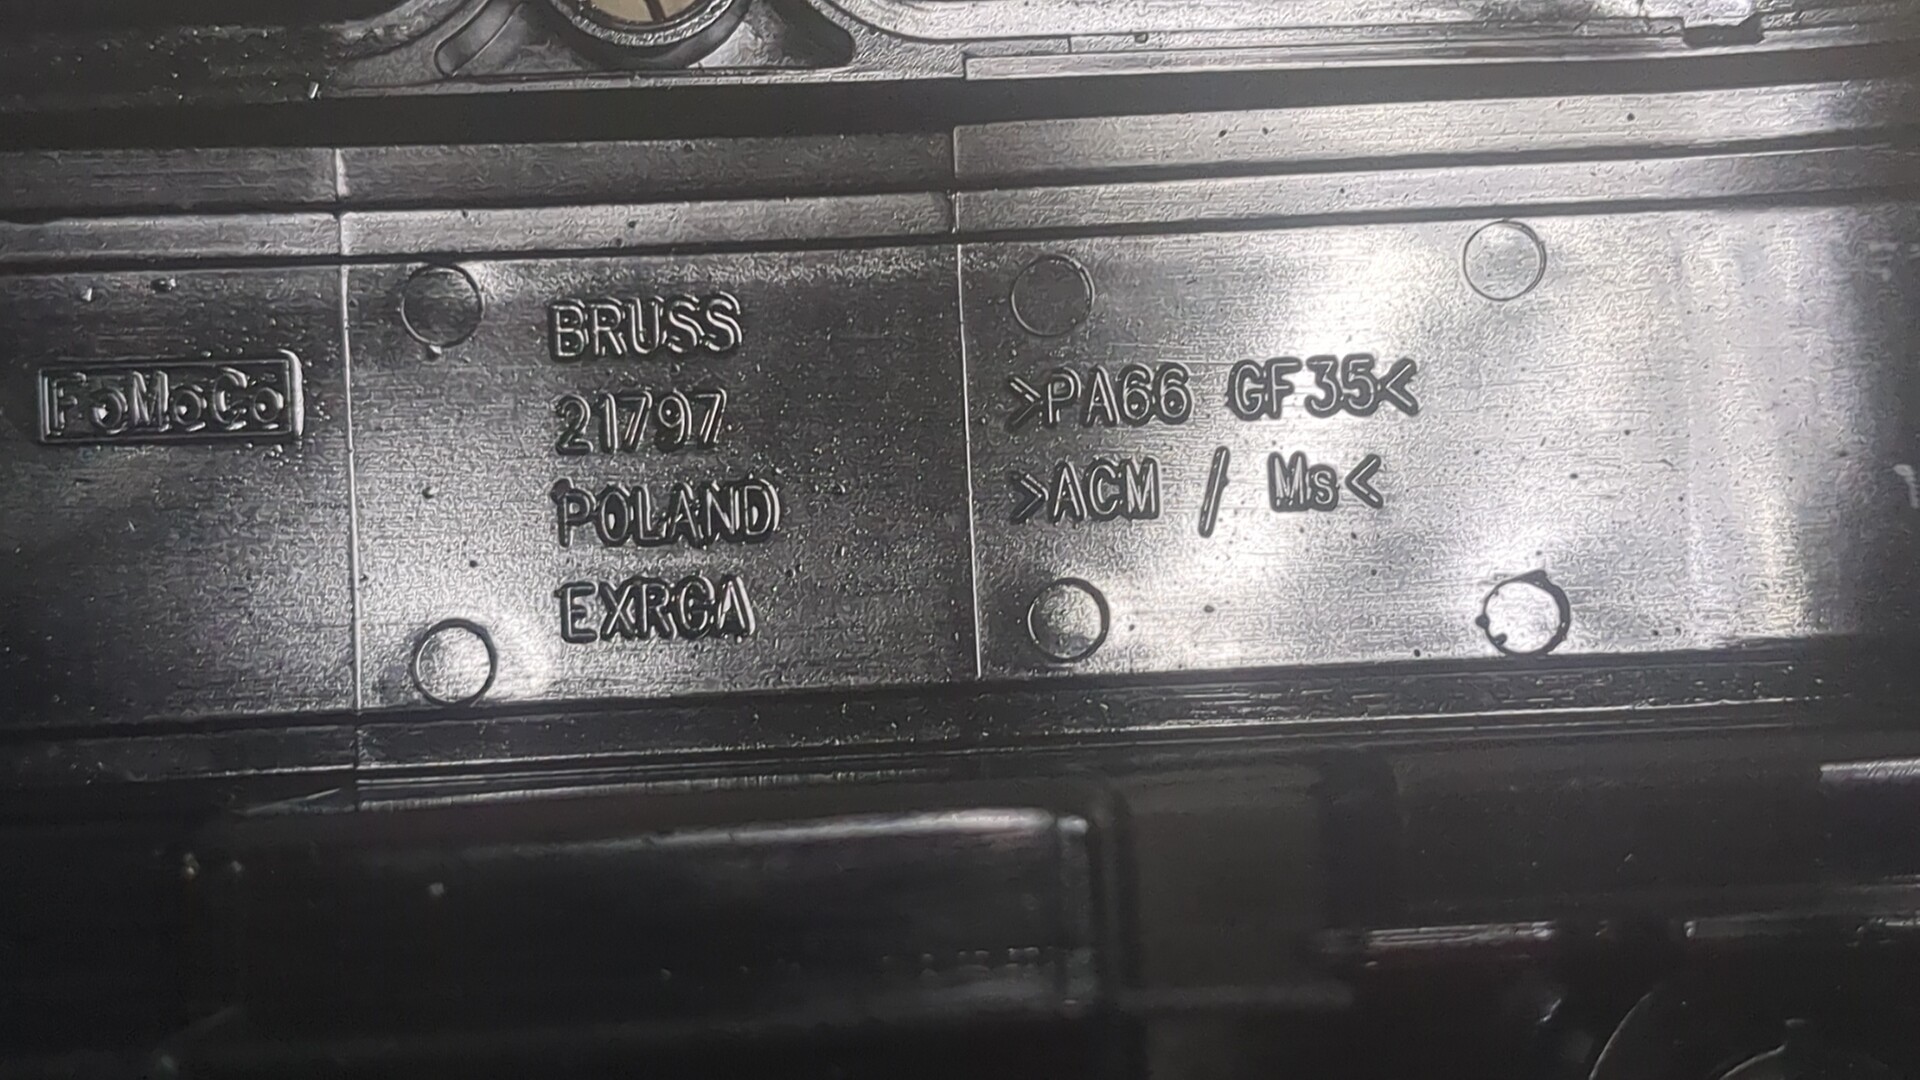 FoMoCo
BRUSS
21797
POLAND
EXRGA
>PA66 GF35<
>ACM / Ms<